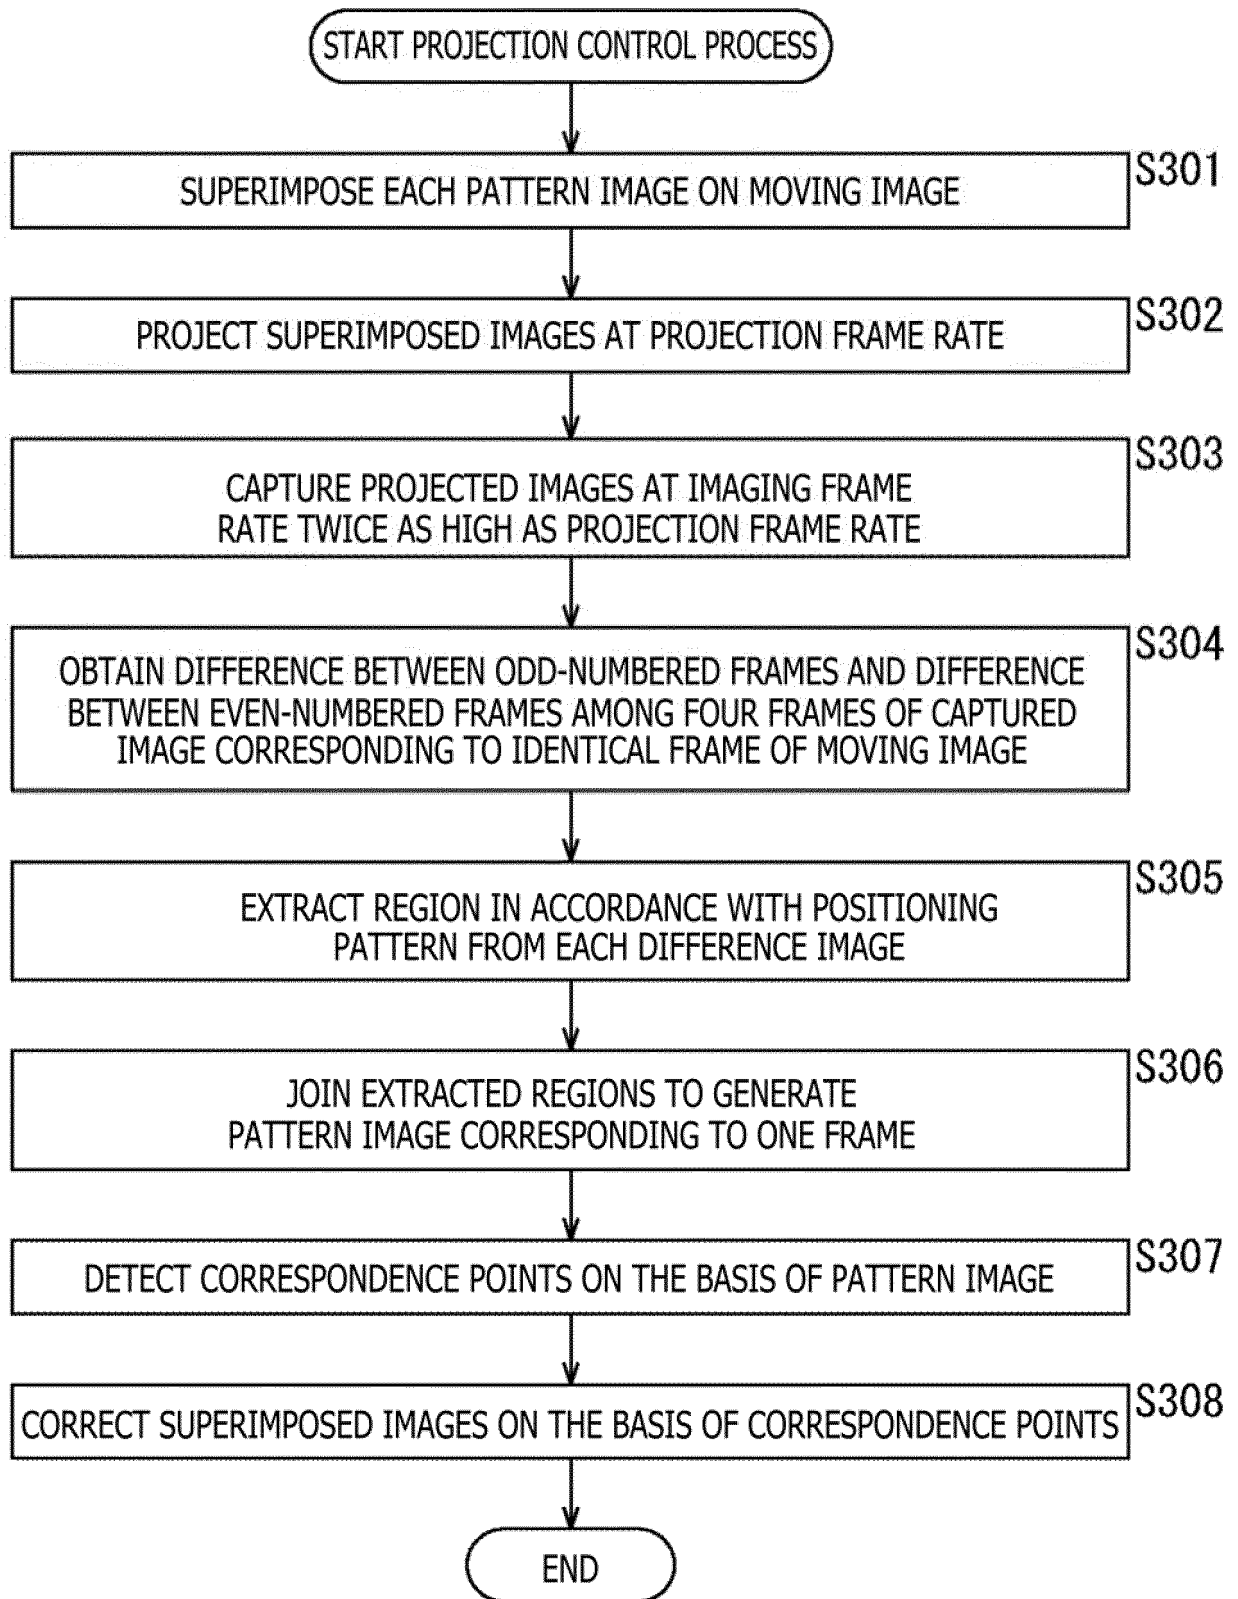 START PROJECTION CONTROL PROCESS
S301
SUPERIMPOSE EACH PATTERN IMAGE ON MOVING IMAGE
S302
PROJECT SUPERIMPOSED IMAGES AT PROJECTION FRAME RATE
S303
CAPTURE PROJECTED IMAGES AT IMAGING FRAME
RATE TWICE AS HIGH AS PROJECTION FRAME RATE
S304
OBTAIN DIFFERENCE BETWEEN ODD-NUMBERED FRAMES AND DIFFERENCE
BETWEEN EVEN-NUMBERED FRAMES AMONG FOUR FRAMES OF CAPTURED
IMAGE CORRESPONDING TO IDENTICAL FRAME OF MOVING IMAGE
S305
EXTRACT REGION IN ACCORDANCE WITH POSITIONING
PATTERN FROM EACH DIFFERENCE IMAGE
S306
JOIN EXTRACTED REGIONS TO GENERATE
PATTERN IMAGE CORRESPONDING TO ONE FRAME
S307
DETECT CORRESPONDENCE POINTS ON THE BASIS OF PATTERN IMAGE
S308
CORRECT SUPERIMPOSED IMAGES ON THE BASIS OF CORRESPONDENCE POINTS
END